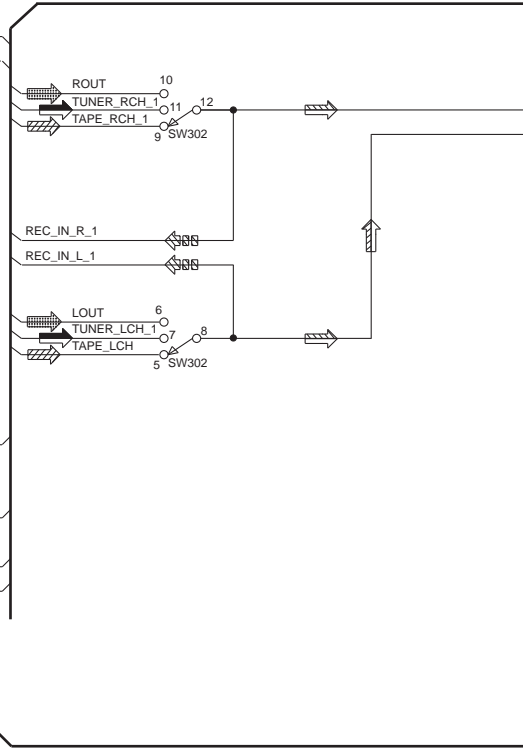 ROUT
10
TUNER_RCH_1
11
12
TAPE_RCH_1
9
SW302
REC_IN_R_1
REC_IN_L_1
LOUT
6
TUNER_LCH_1
7
8
TAPE_LCH
5
SW302